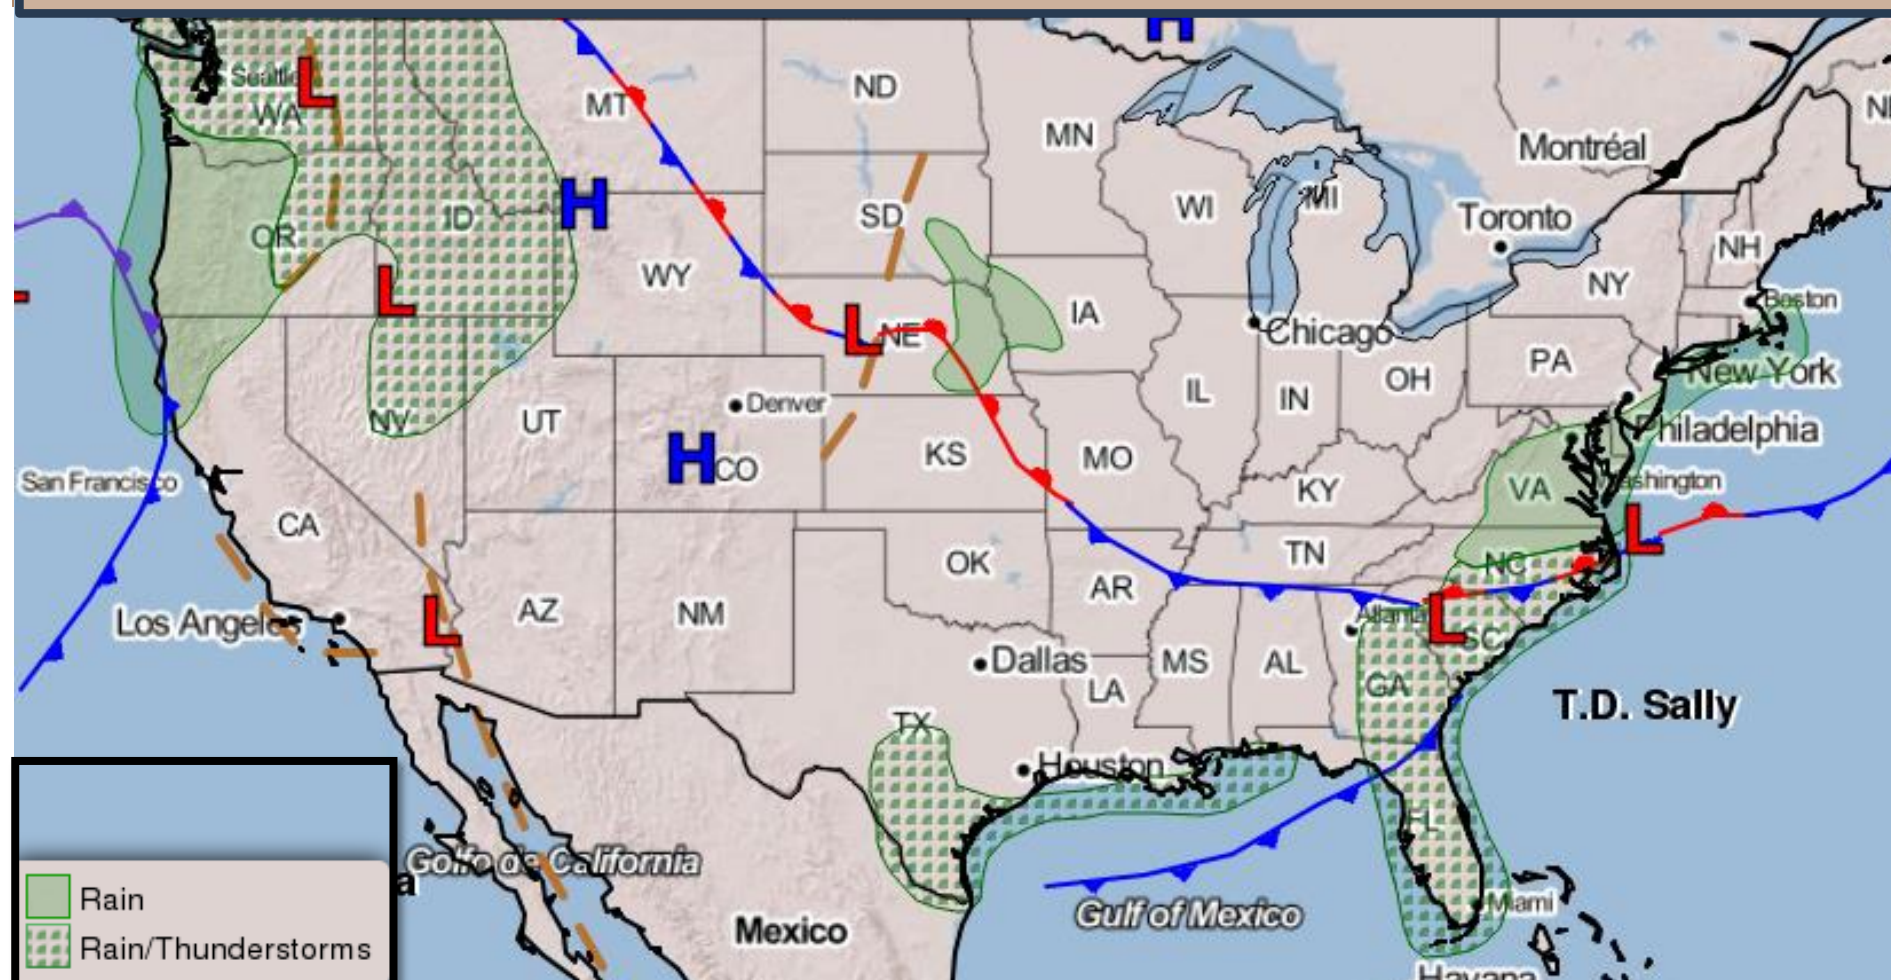 H
Seattle
L
WA
MT
ND
MN
Montréal
OR
ID
H
SD
WI
MI
Toronto
NH
WY
NY
L
L
NE
IA
Boston
Chicago
PA
New York
NV
UT
Denver
IL
IN
OH
H
CO
KS
MO
Philadelphia
San Francisco
KY
VA
Washington
CA
OK
TN
NC
L
AR
Los Angeles
L
AZ
NM
Atlanta
L
SC
Dallas
MS
AL
LA
GA
T.D. Sally
TX
Houston
FL
Golfo de California
a
Rain
Rain/Thunderstorms
Mexico
Gulf of Mexico
Miami
Havana